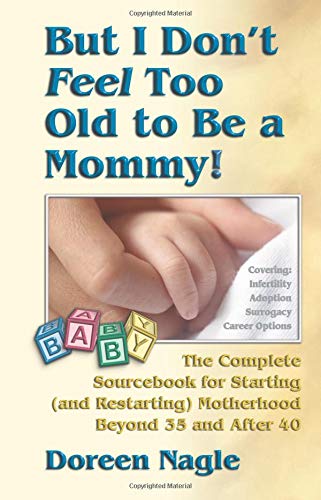 But I Don't
Feel Too
Old to Be a
Mommy!
Covering:
Infertility
Adoption
Surrogacy
Career Options
BABY
The Complete
Sourcebook for Starting
(and Restarting) Motherhood
Beyond 35 and After 40
Doreen Nagle